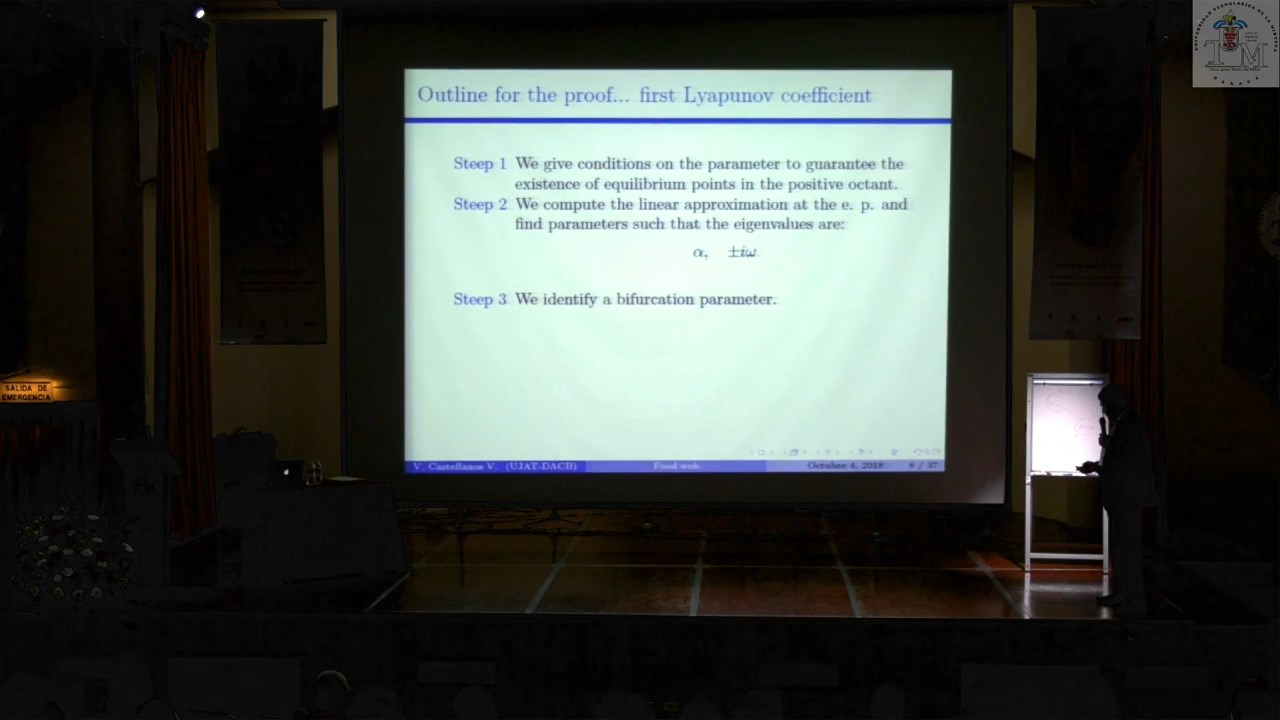 Outline for the proof... first Lyapunov coefficient
Steep 1 We give conditions on the parameter to guarantee the
existence of equilibrium points in the positive octant.
Steep 2 We compute the linear approximation at the e. p. and
find parameters such that the eigenvalues are:
α, ±iω
Steep 3 We identify a bifurcation parameter.
V. Castellanos V. (UJAT-DACB) Food web Octubre 4, 2018 8 / 37
SALIDA DE
EMERGENCIA